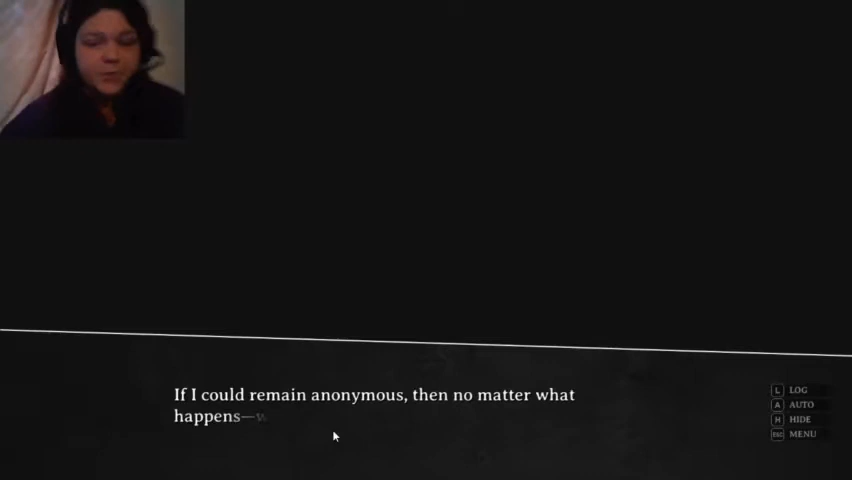 If I could remain anonymous, then no matter what
happens—w
L LOG
A AUTO
H HIDE
ESC MENU